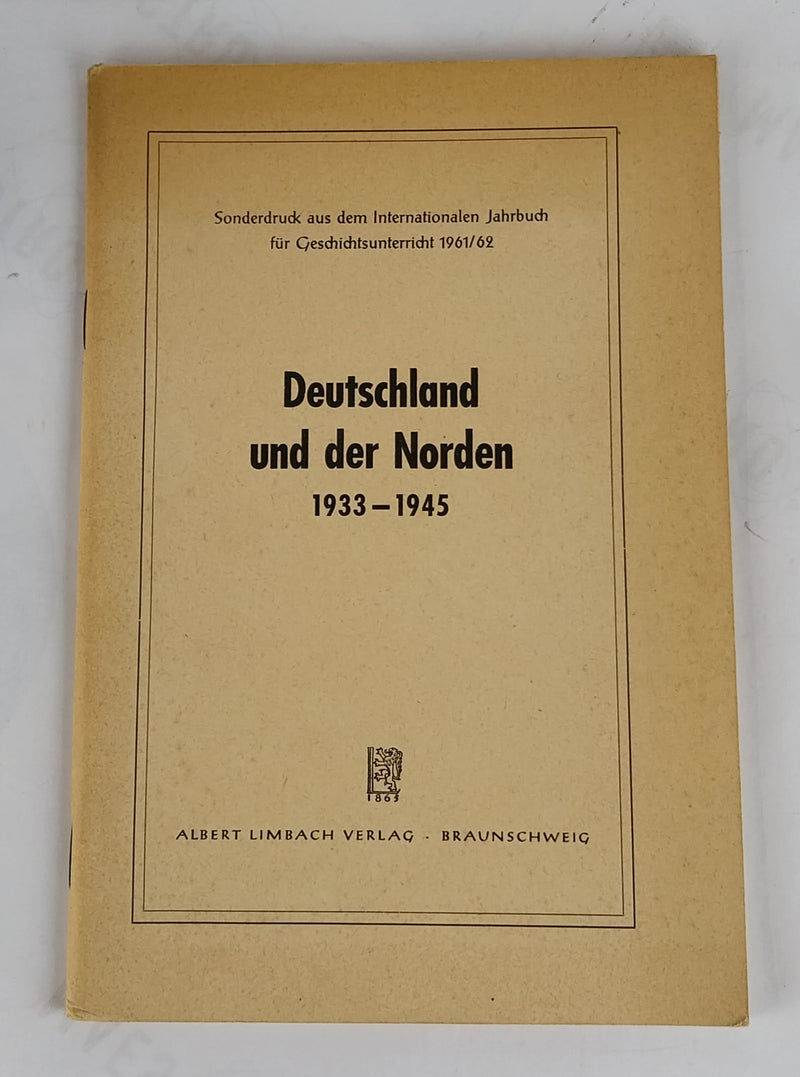 Sonderdruck aus dem Internationalen Jahrbuch
für Geschichtsunterricht 1961/62
Deutschland
und der Norden
1933–1945
1865
ALBERT LIMBACH VERLAG · BRAUNSCHWEIG